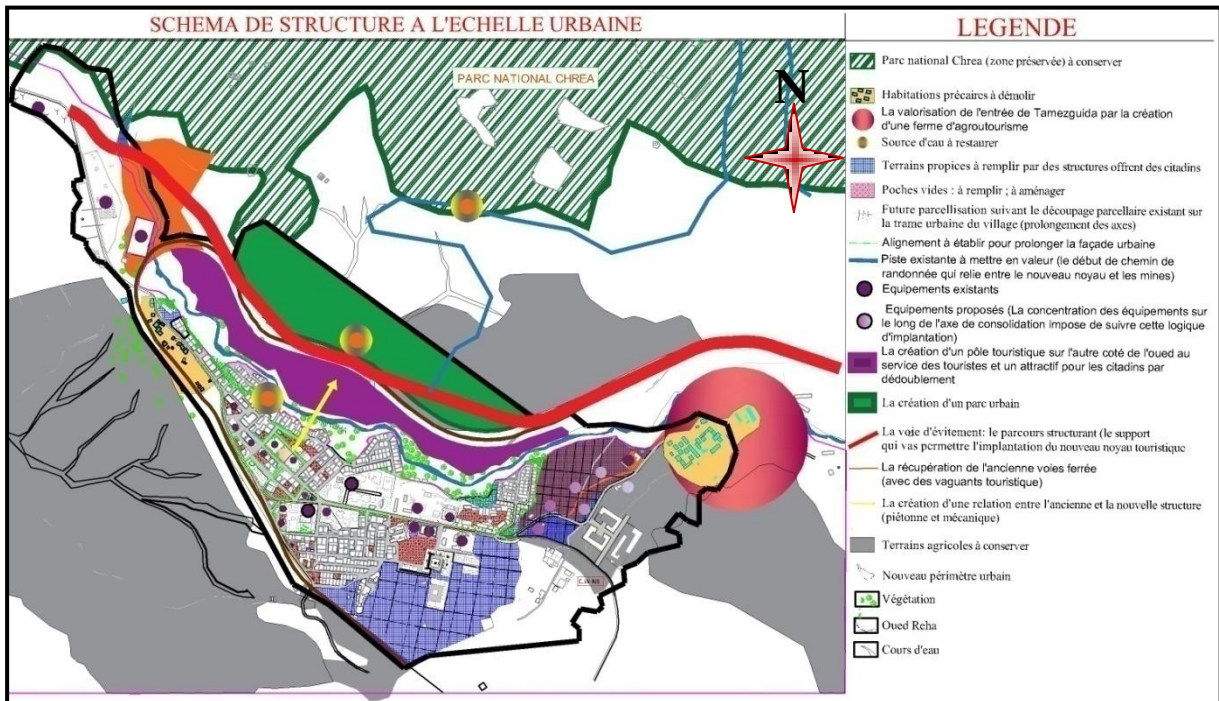 SCHEMA DE STRUCTURE A L'ECHELLE URBAINE
PARC NATIONAL CHREA
N
LEGENDE
Parc national Chrea (zone préservée) à conserver
Habitations précaires à démolir
La valorisation de l'entrée de Tamezguida par la création
d'une ferme d'agroutourisme
Source d'eau à restaurer
Terrains propices à remplir par des structures offrent des citadins
Poches vides : à remplir ; à aménager
Future parcellisation suivant le découpage parcellaire existant sur
la trame urbaine du village (prolongement des axes)
Alignement à établir pour prolonger la façade urbaine
Piste existante à mettre en valeur (le début de chemin de
randonnée qui relie entre le nouveau noyau et les mines)
Equipements existants
Equipements proposés (La concentration des équipements sur
le long de l'axe de consolidation impose de suivre cette logique
d'implantation)
La création d'un pôle touristique sur l'autre coté de l'oued au
service des touristes et un attractif pour les citadins par
dédoublement
La création d'un parc urbain
La voie d'évitement: le parcours structurant (le support
qui vas permettre l'implantation du nouveau noyau touristique
La récupération de l'ancienne voies ferrée
(avec des vaguants touristique)
La création d'une relation entre l'ancienne et la nouvelle structure
(piétonne et mécanique)
Terrains agricoles à conserver
Nouveau périmètre urbain
Végétation
Oued Reha
Cours d'eau